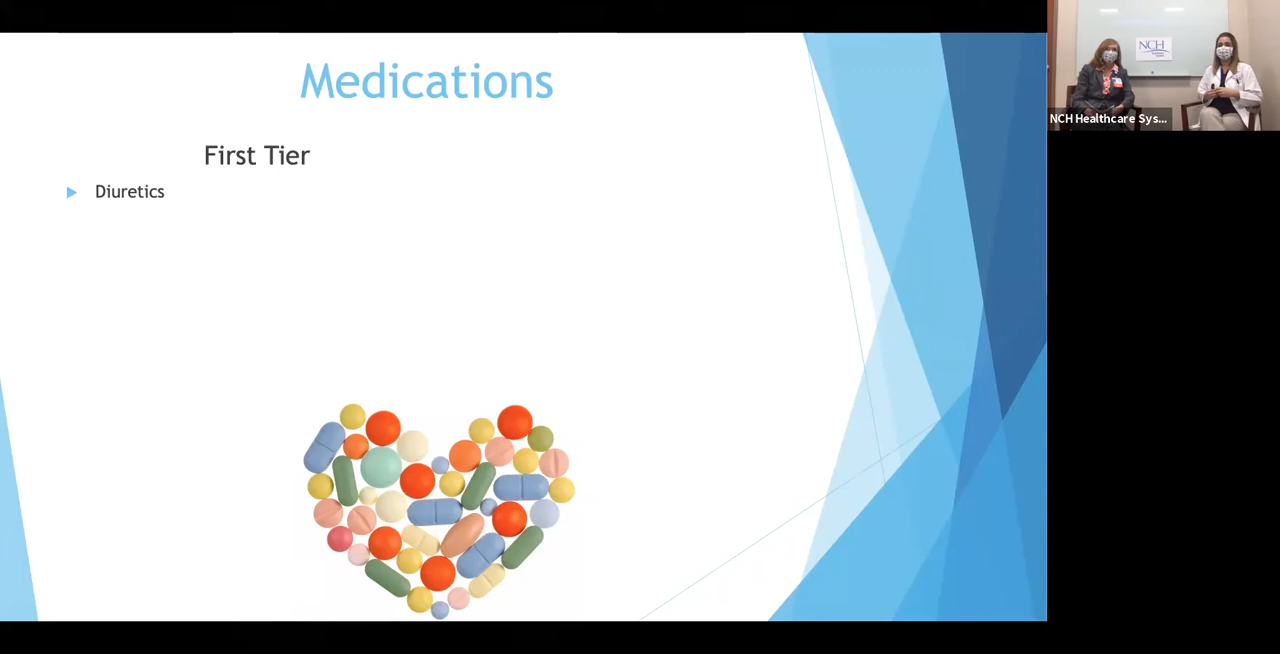 Medications
First Tier
Diuretics
NCH
NCH Healthcare Sys...